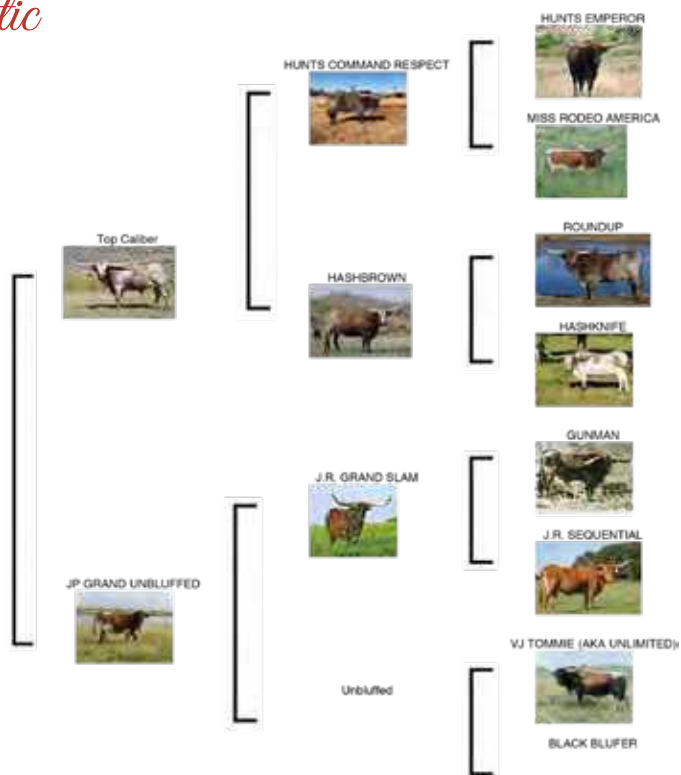 tic
HUNTS EMPEROR
HUNTS COMMAND RESPECT
MISS RODEO AMERICA
Top Caliber
ROUNDUP
HASHBROWN
HASHKNIFE
GUNMAN
J.R. GRAND SLAM
J.R. SEQUENTIAL
JP GRAND UNBLUFFED
VJ TOMMIE (AKA UNLIMITED)
Unbluffed
BLACK BLUFER